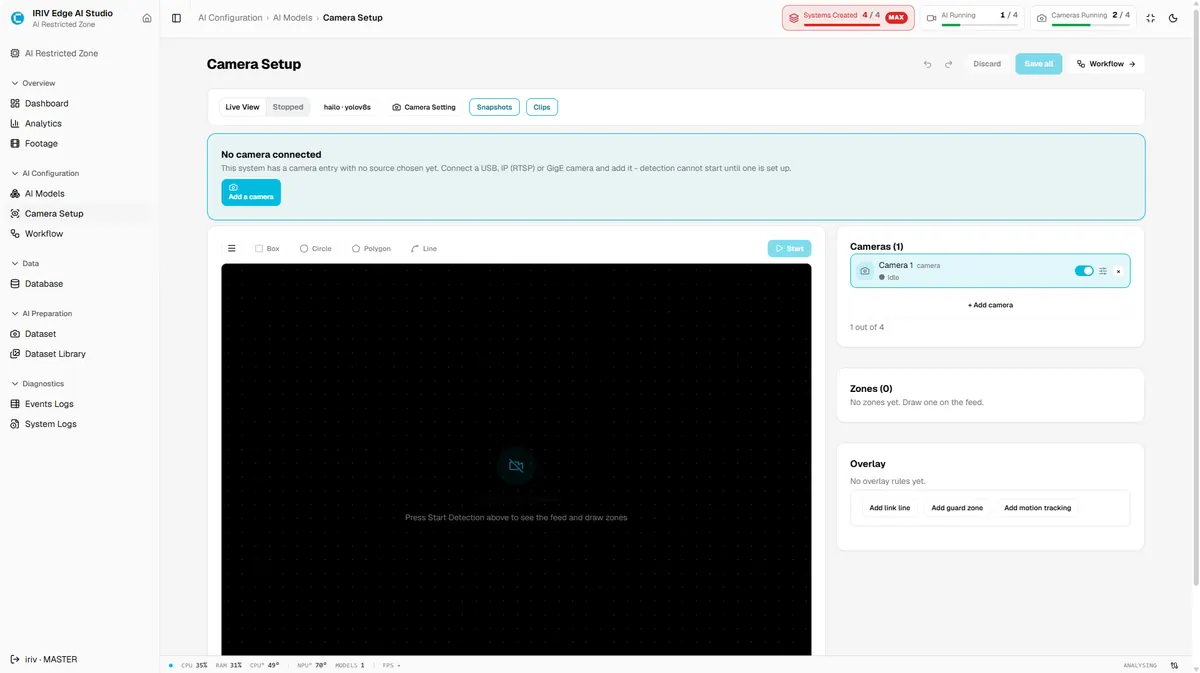 IRIV Edge AI Studio
AI Restricted Zone
AI Restricted Zone
Overview
Dashboard
Analytics
Footage
AI Configuration
AI Models
Camera Setup
Workflow
Data
Database
AI Preparation
Dataset
Dataset Library
Diagnostics
Events Logs
System Logs
iriv · MASTER
AI Configuration › AI Models › Camera Setup
Systems Created 4 / 4 MAX
AI Running 1 / 4
Cameras Running 2 / 4
Camera Setup
Discard
Save all
Workflow →
Live View
Stopped
hailo · yolov8s
Camera Setting
Snapshots
Clips
No camera connected
This system has a camera entry with no source chosen yet. Connect a USB, IP (RTSP) or GigE camera and add it - detection cannot start until one is set up.
Add a camera
Box
Circle
Polygon
Line
Start
Press Start Detection above to see the feed and draw zones
Cameras (1)
Camera 1 camera
Idle
+ Add camera
1 out of 4
Zones (0)
No zones yet. Draw one on the feed.
Overlay
No overlay rules yet.
Add link line
Add guard zone
Add motion tracking
CPU 35% RAM 31% CPU° 49° NPU° 70° MODELS 1 FPS -
ANALYSING